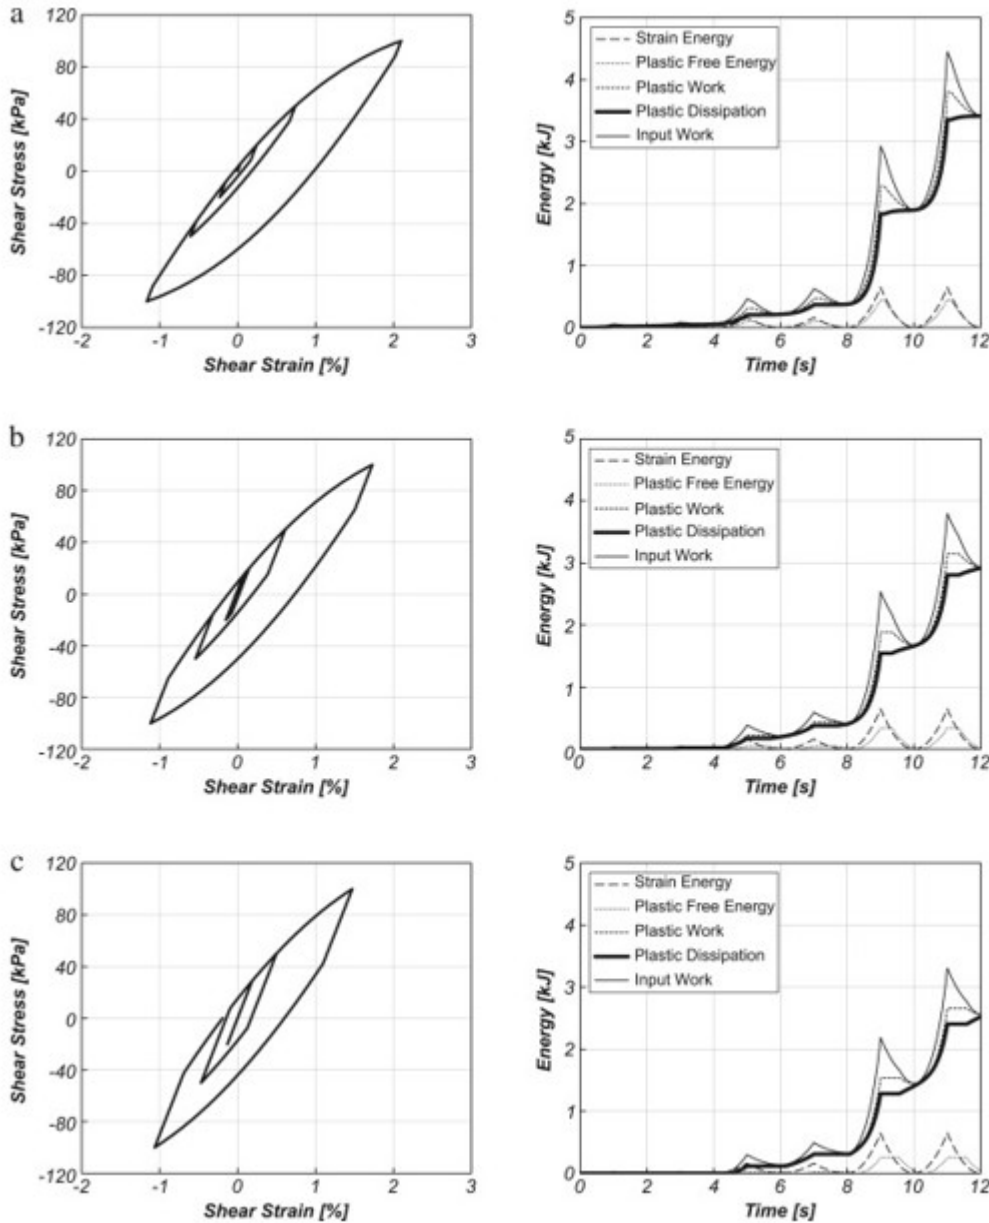 a
120
80
40
0
-40
-80
-120
-2
-1
0
1
2
3
Shear Stress [kPa]
Shear Strain [%]
5
4
3
2
1
0
0
2
4
6
8
10
12
Energy [kJ]
Time [s]
Strain Energy
Plastic Free Energy
Plastic Work
Plastic Dissipation
Input Work
b
120
80
40
0
-40
-80
-120
-2
-1
0
1
2
3
Shear Stress [kPa]
Shear Strain [%]
5
4
3
2
1
0
0
2
4
6
8
10
12
Energy [kJ]
Time [s]
Strain Energy
Plastic Free Energy
Plastic Work
Plastic Dissipation
Input Work
c
120
80
40
0
-40
-80
-120
-2
-1
0
1
2
3
Shear Stress [kPa]
Shear Strain [%]
5
4
3
2
1
0
0
2
4
6
8
10
12
Energy [kJ]
Time [s]
Strain Energy
Plastic Free Energy
Plastic Work
Plastic Dissipation
Input Work